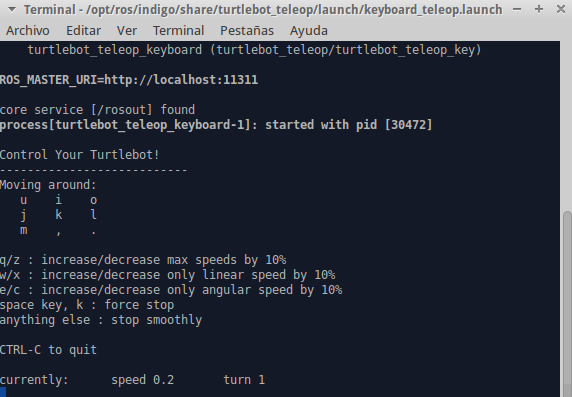 Terminal - /opt/ros/indigo/share/turtlebot_teleop/launch/keyboard_teleop.launch
Archivo Editar Ver Terminal Pestañas Ayuda
turtlebot_teleop_keyboard (turtlebot_teleop/turtlebot_teleop_key)
ROS_MASTER_URI=http://localhost:11311
core service [/rosout] found
process[turtlebot_teleop_keyboard-1]: started with pid [30472]
Control Your Turtlebot!
---------------------------
Moving around:
u i o
j k l
m , .
q/z : increase/decrease max speeds by 10%
w/x : increase/decrease only linear speed by 10%
e/c : increase/decrease only angular speed by 10%
space key, k : force stop
anything else : stop smoothly
CTRL-C to quit
currently: speed 0.2 turn 1